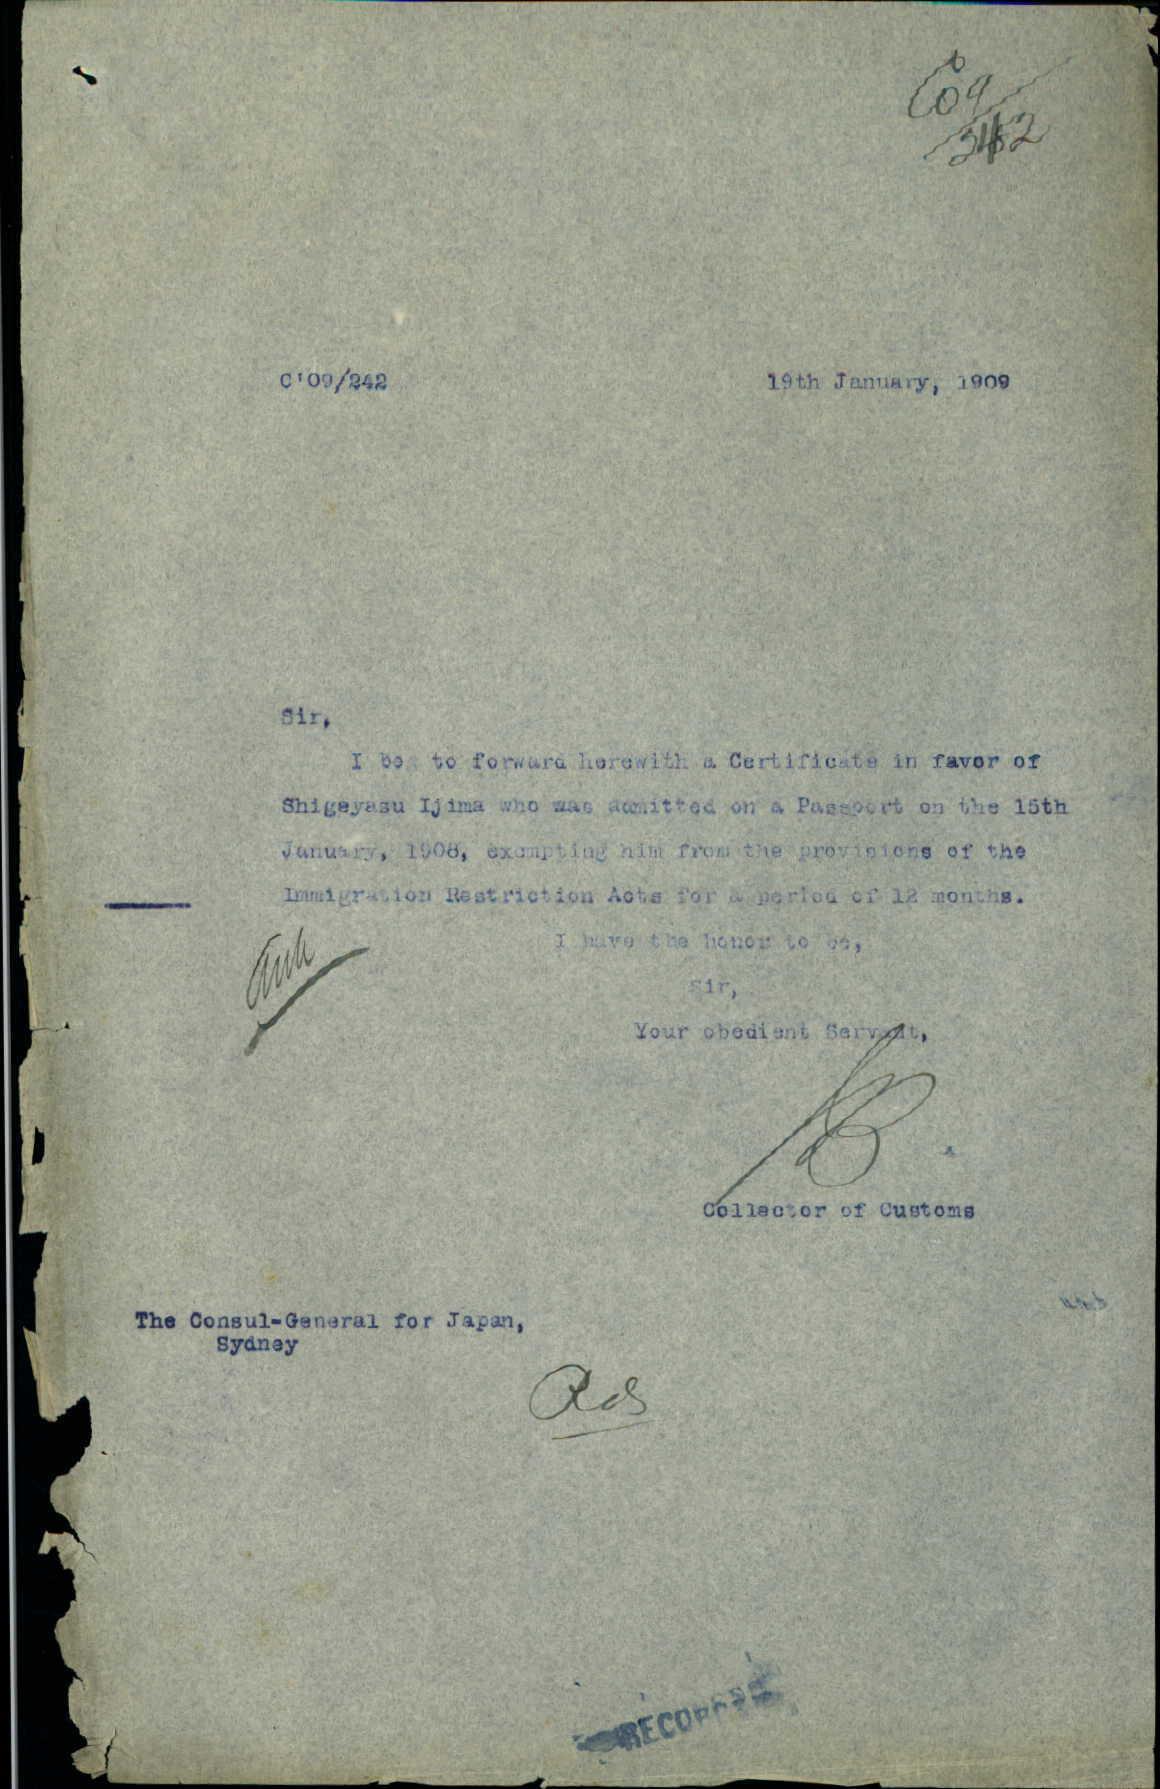 C'09/242 19th January, 1909
Sir,
I beg to forward herewith a Certificate in favor of
Shigeyasu Ijima who was admitted on a Passport on the 15th
January, 1908, exempting him from the provisions of the
Immigration Restriction Acts for a period of 12 months.
I have the honor to be,
Sir,
Your obedient Servant,
Collector of Customs
The Consul-General for Japan,
Sydney
RECORDED